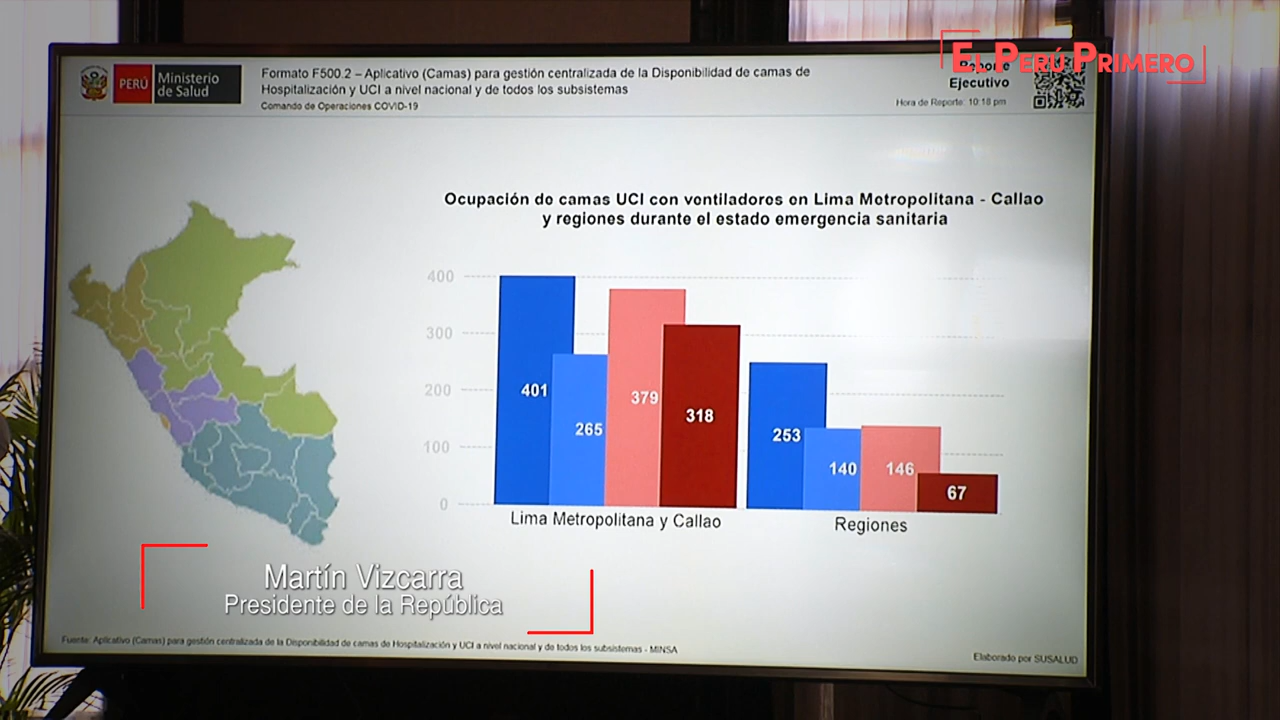 EL PERÚ PRIMERO
PERÚ
Ministerio
de Salud
Formato F500.2 – Aplicativo (Camas) para gestión centralizada de la Disponibilidad de camas de
Hospitalización y UCI a nivel nacional y de todos los subsistemas
Comando de Operaciones COVID-19
Ejecutivo
Hora de Reporte: 10:18 pm
Ocupación de camas UCI con ventiladores en Lima Metropolitana - Callao
y regiones durante el estado emergencia sanitaria
400
300
200
100
0
401
265
379
318
253
140
146
67
Lima Metropolitana y Callao
Regiones
Martín Vizcarra
Presidente de la República
Fuente: Aplicativo (Camas) para gestión centralizada de la Disponibilidad de camas de Hospitalización y UCI a nivel nacional y de todos los subsistemas - MINSA
Elaborado por SUSALUD